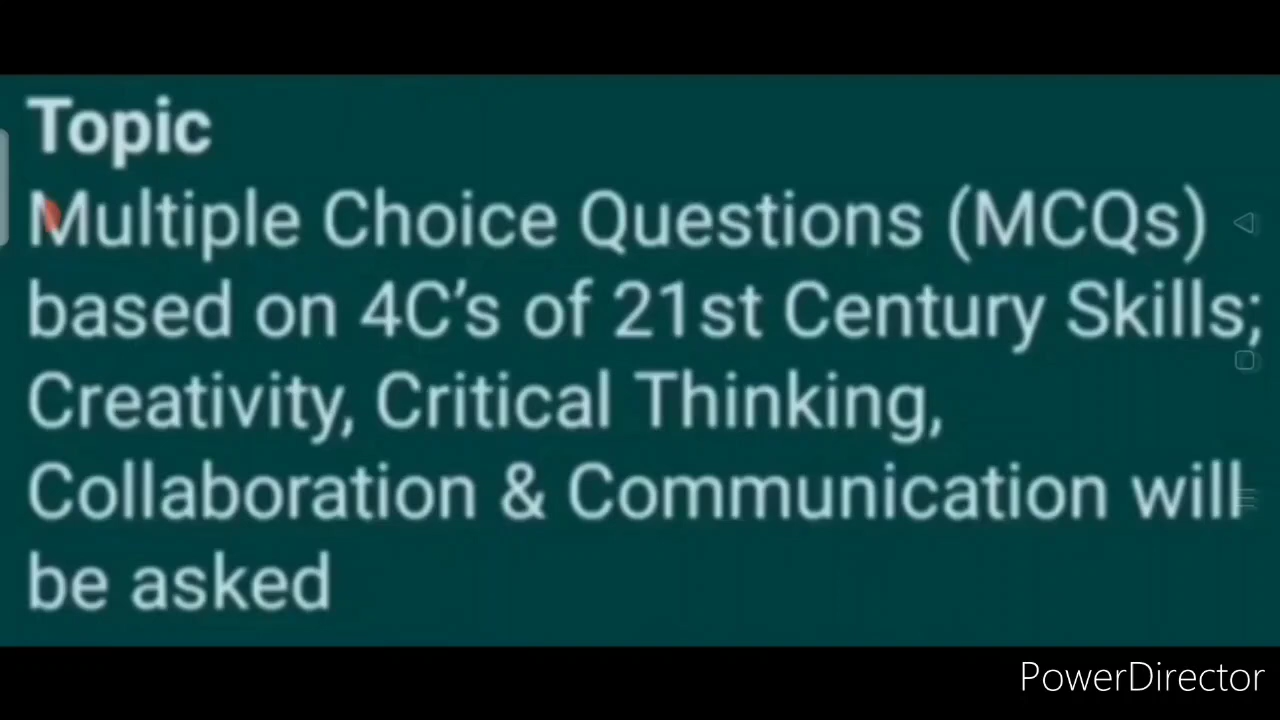 Topic
Multiple Choice Questions (MCQs)
based on 4C’s of 21st Century Skills;
Creativity, Critical Thinking,
Collaboration & Communication will
be asked
PowerDirector